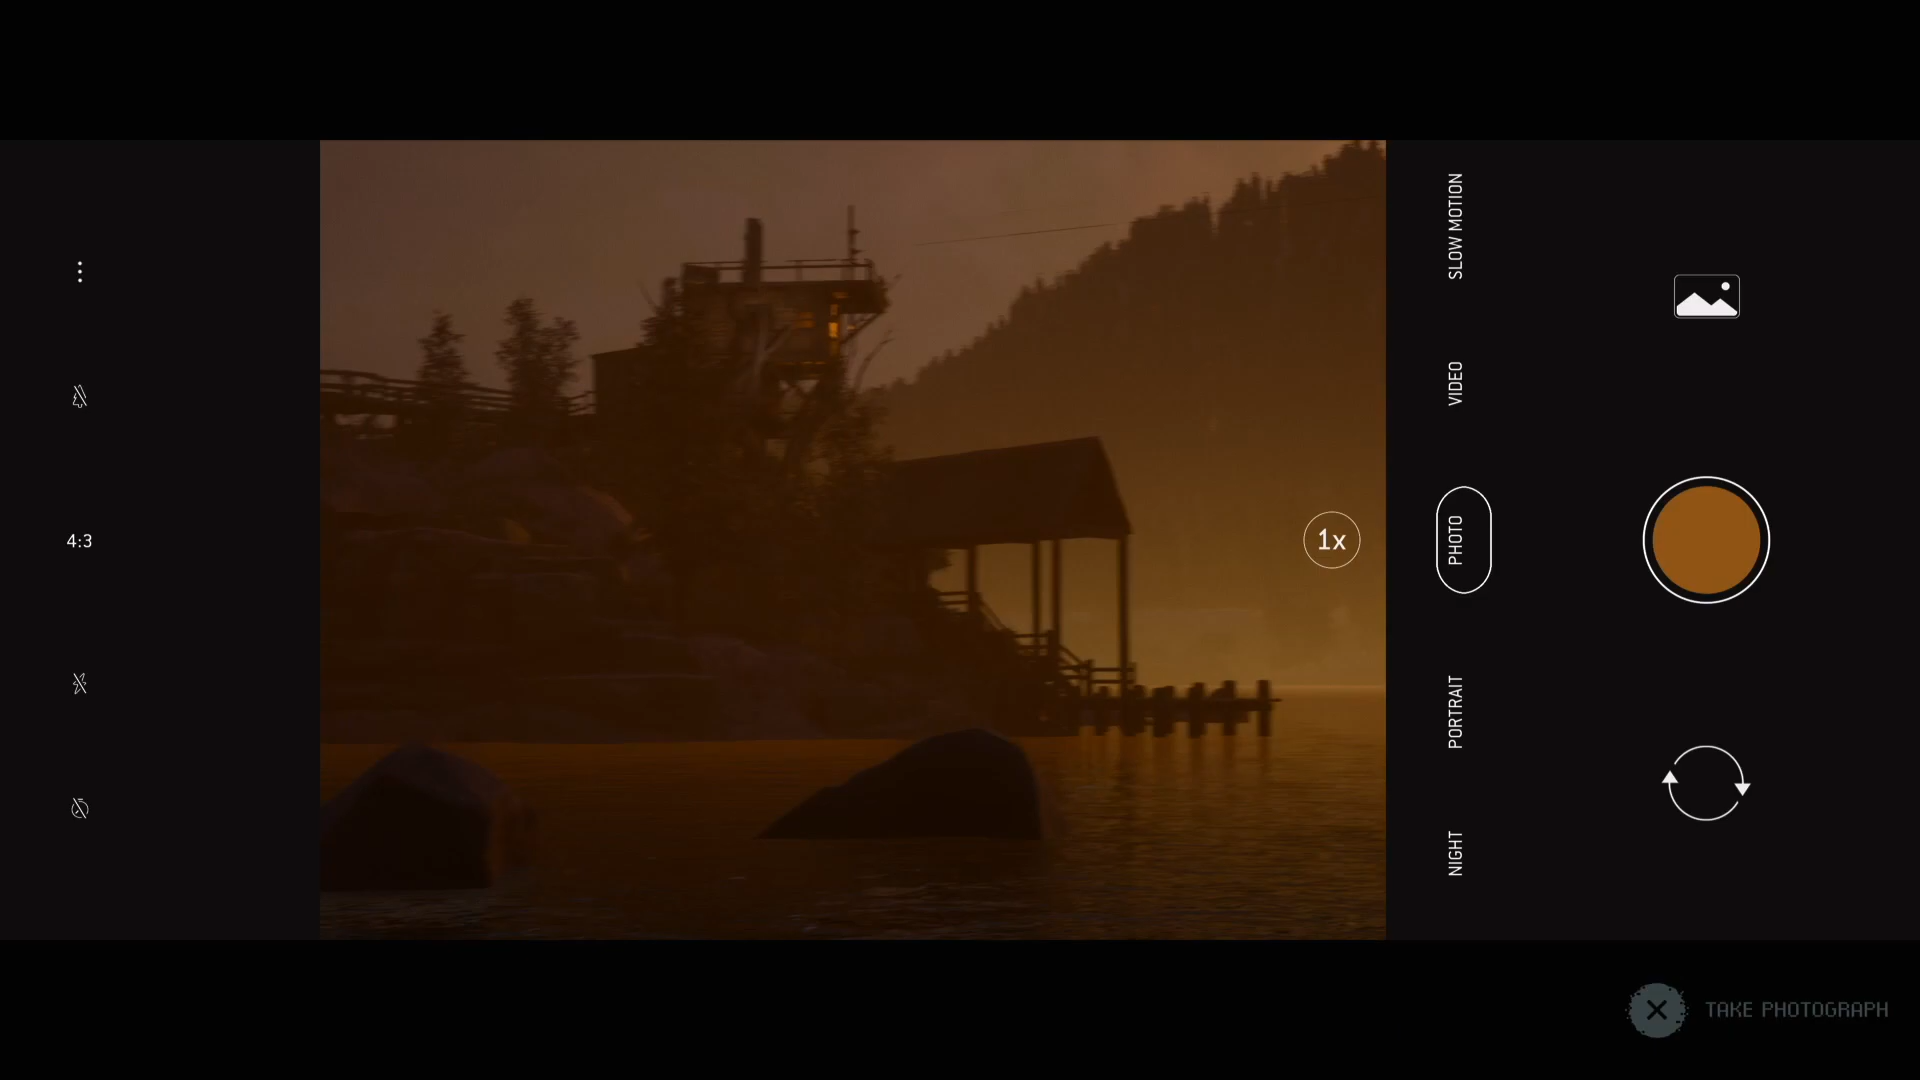 4:3
1x
SLOW MOTION
VIDEO
PHOTO
PORTRAIT
NIGHT
TAKE PHOTOGRAPH